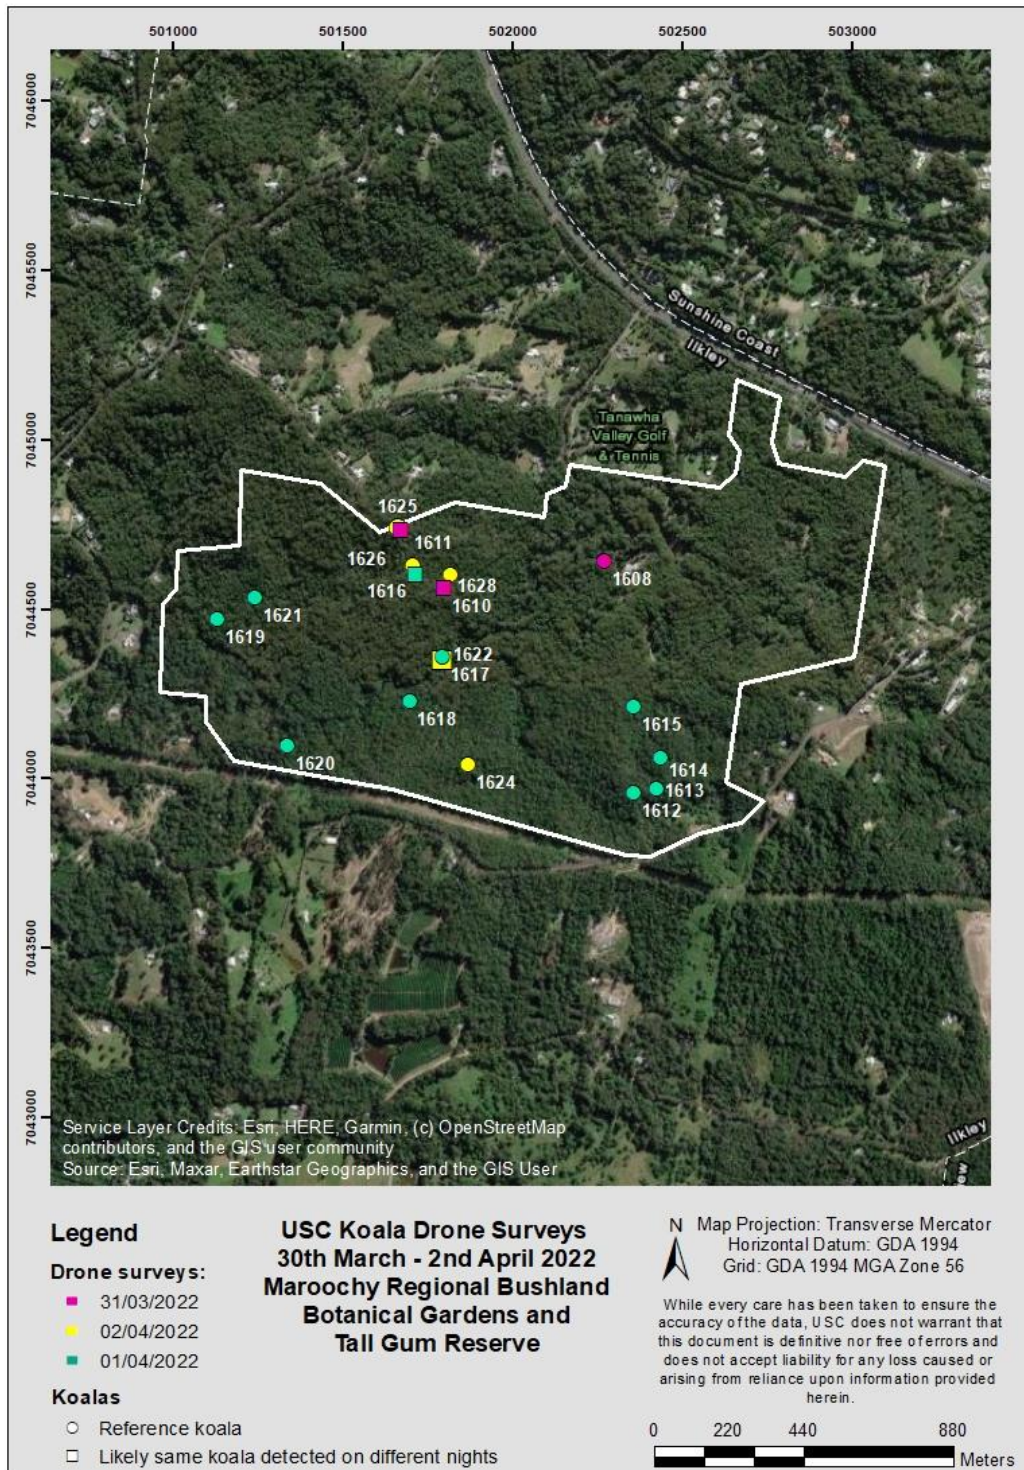 501000 501500 502000 502500 503000
7046000
7045500
7045000
7044500
7044000
7043500
7043000
Sunshine Coast
Ilkley
Tanawha
Valley Golf
& Tennis
1625
1611
1626
1616
1628
1610
1608
1621
1619
1622
1617
1618
1615
1620
1614
1624
1613
1612
Ilkley
ew
Service Layer Credits: Esri, HERE, Garmin, (c) OpenStreetMap
contributors, and the GIS user community
Source: Esri, Maxar, Earthstar Geographics, and the GIS User
Legend
Drone surveys:
31/03/2022
02/04/2022
01/04/2022
Koalas
Reference koala
Likely same koala detected on different nights
USC Koala Drone Surveys
30th March - 2nd April 2022
Maroochy Regional Bushland
Botanical Gardens and
Tall Gum Reserve
N
Map Projection: Transverse Mercator
Horizontal Datum: GDA 1994
Grid: GDA 1994 MGA Zone 56
While every care has been taken to ensure the
accuracy of the data, USC does not warrant that
this document is definitive nor free of errors and
does not accept liability for any loss caused or
arising from reliance upon information provided
herein.
0 220 440 880
Meters